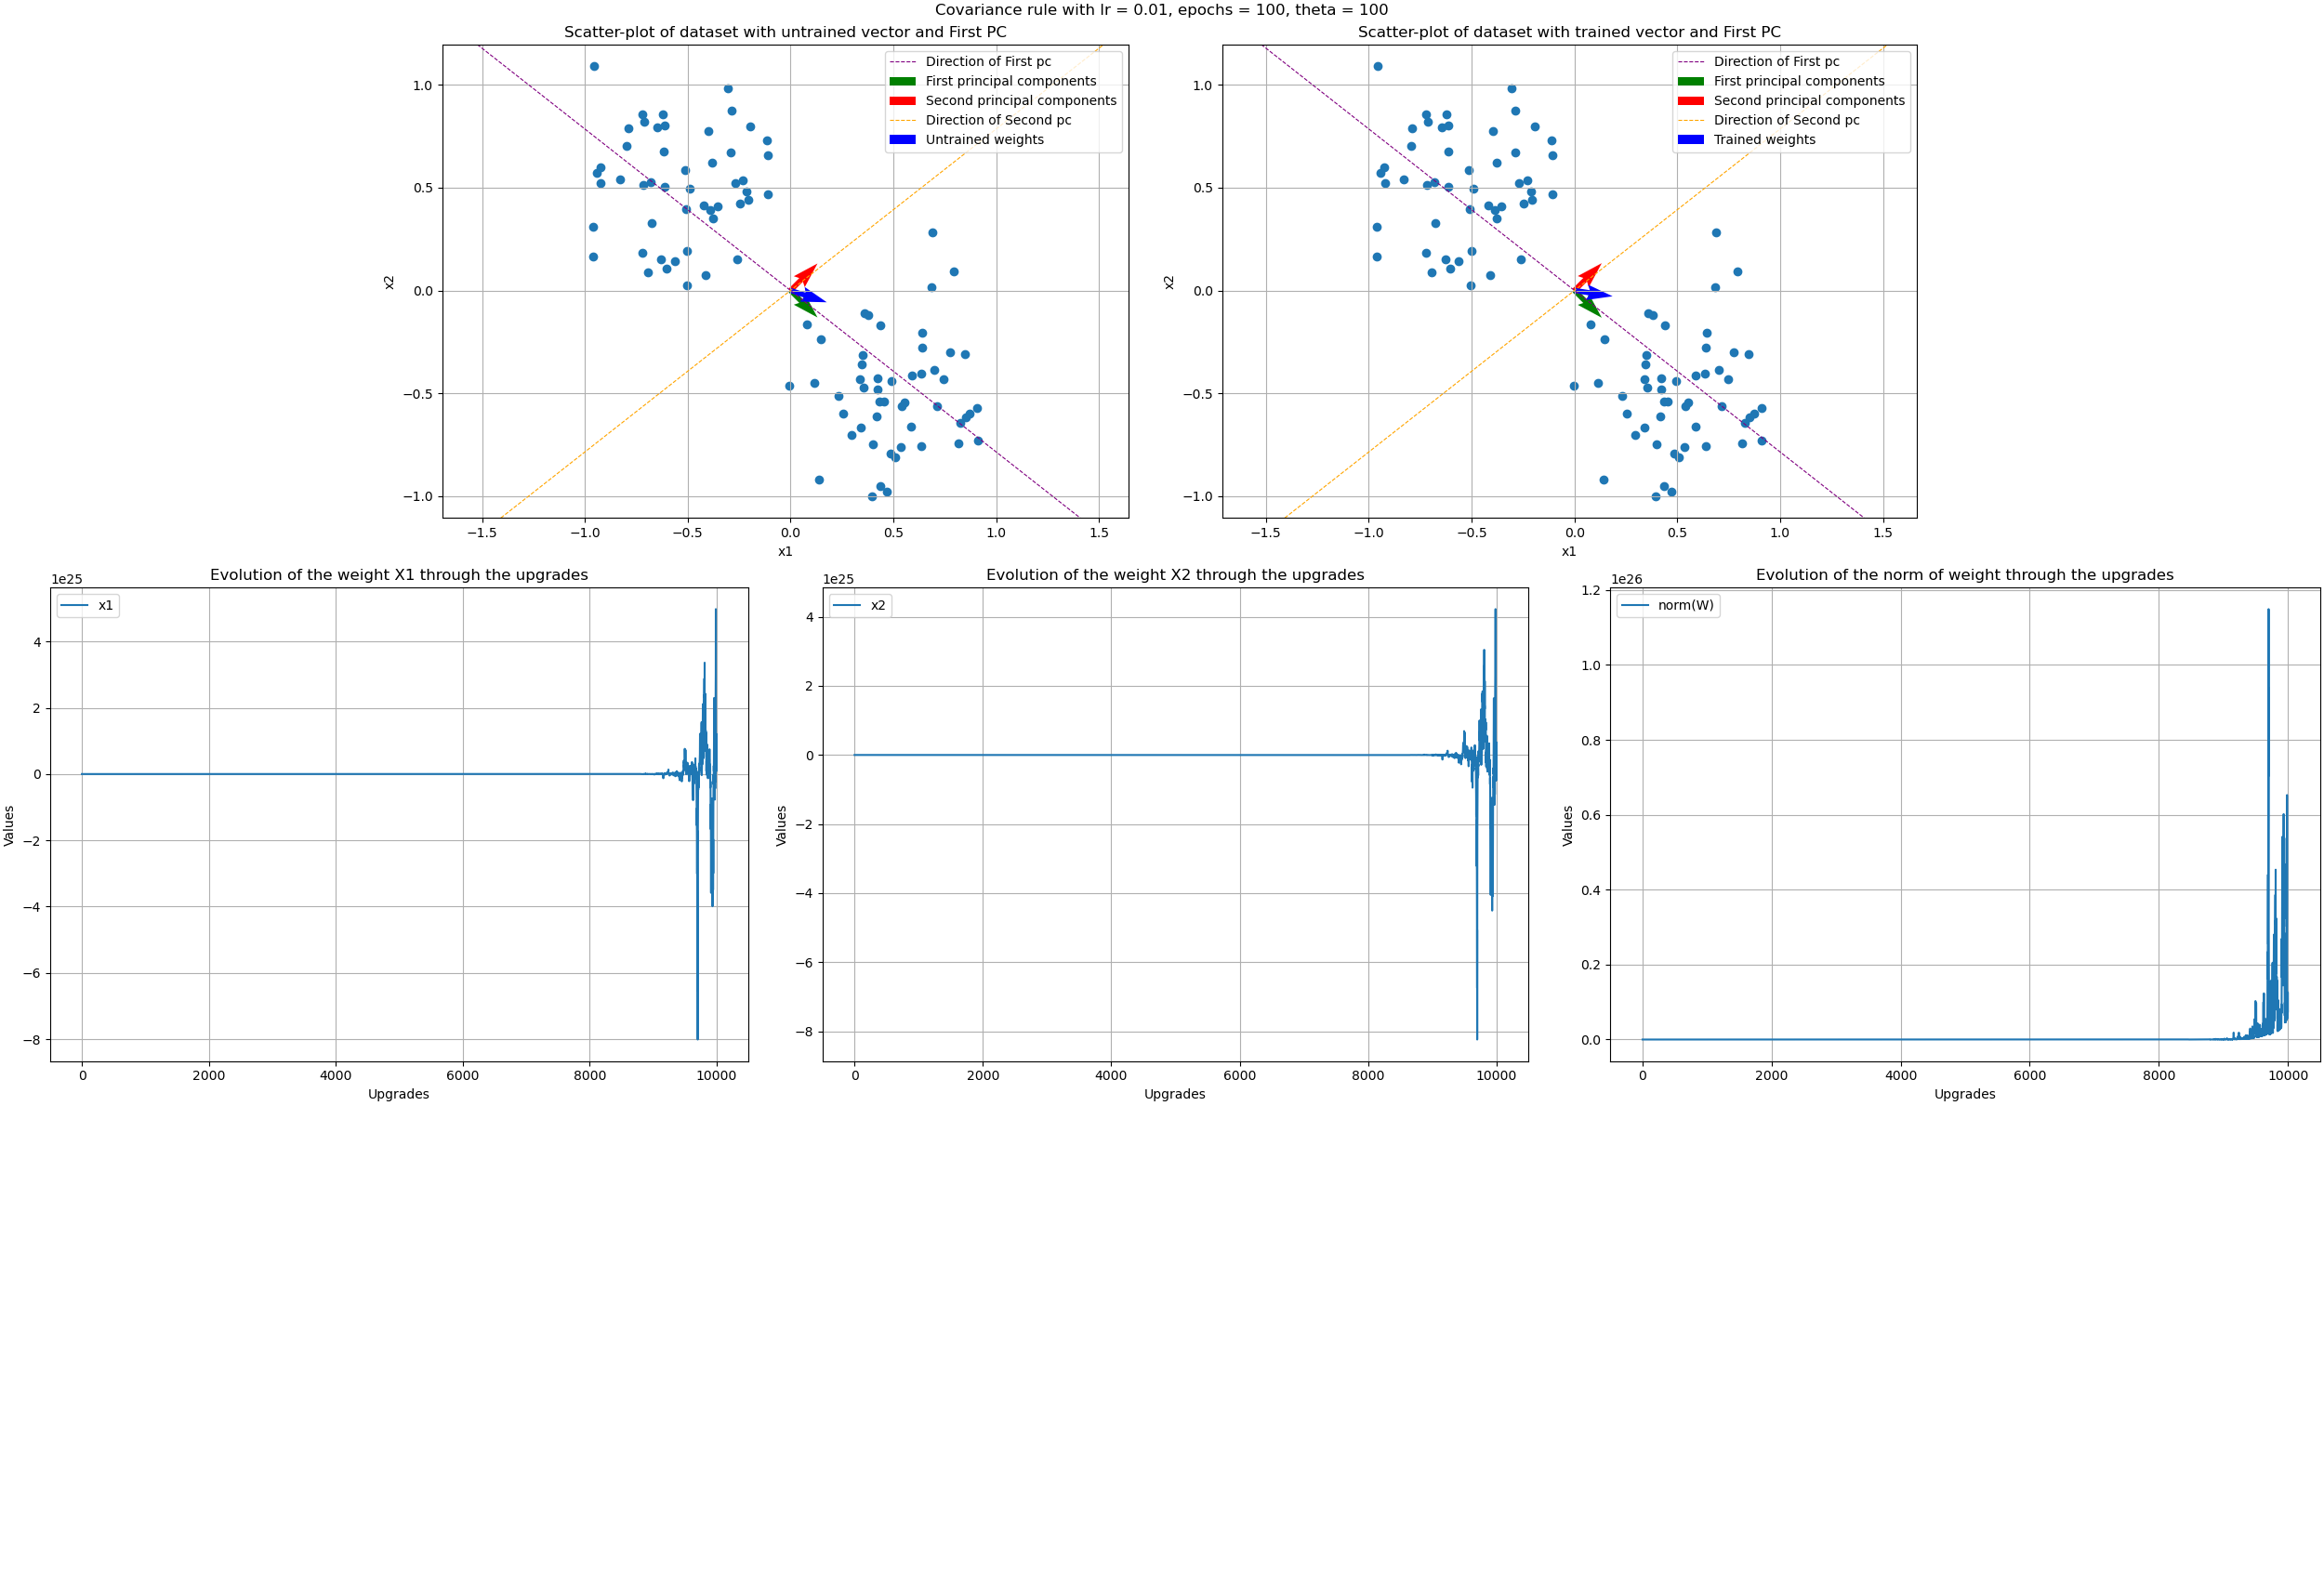 Covariance rule with lr = 0.01, epochs = 100, theta = 100
Scatter-plot of dataset with untrained vector and First PC
Direction of First pc
First principal components
Second principal components
Direction of Second pc
Untrained weights
1.0
0.5
0.0
−0.5
−1.0
x2
−1.5
−1.0
−0.5
0.0
0.5
1.0
1.5
x1
Scatter-plot of dataset with trained vector and First PC
Direction of First pc
First principal components
Second principal components
Direction of Second pc
Trained weights
1.0
0.5
0.0
−0.5
−1.0
x2
−1.5
−1.0
−0.5
0.0
0.5
1.0
1.5
x1
Evolution of the weight X1 through the upgrades
1e25
x1
4
2
0
−2
−4
−6
−8
Values
0
2000
4000
6000
8000
10000
Upgrades
Evolution of the weight X2 through the upgrades
1e25
x2
4
2
0
−2
−4
−6
−8
Values
0
2000
4000
6000
8000
10000
Upgrades
Evolution of the norm of weight through the upgrades
1e26
norm(W)
1.2
1.0
0.8
0.6
0.4
0.2
0.0
Values
0
2000
4000
6000
8000
10000
Upgrades